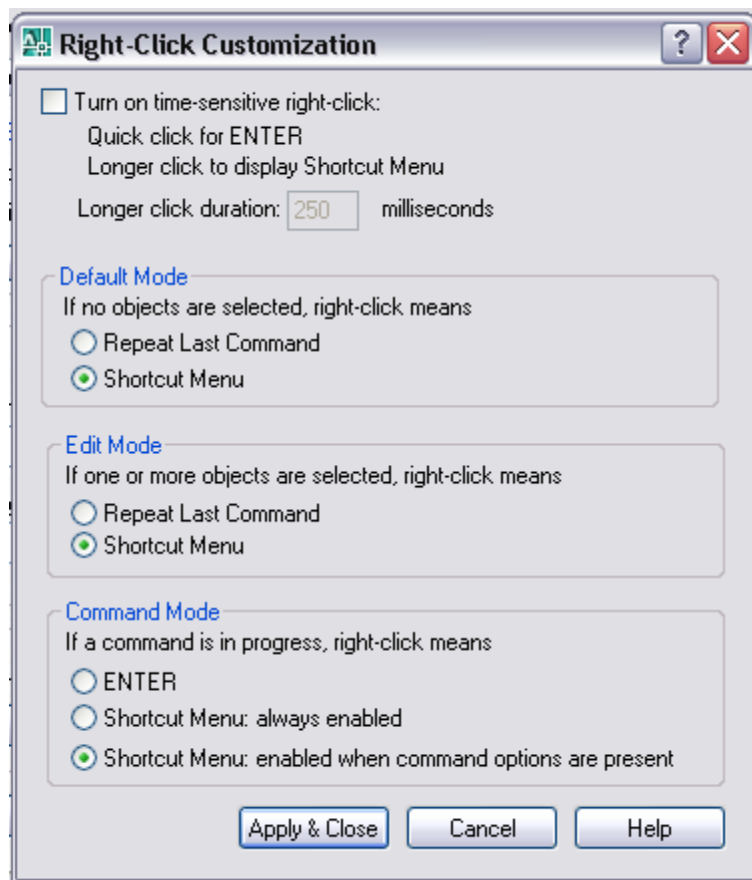 Right-Click Customization
Turn on time-sensitive right-click:
Quick click for ENTER
Longer click to display Shortcut Menu
Longer click duration: 250 milliseconds
Default Mode
If no objects are selected, right-click means
Repeat Last Command
Shortcut Menu
Edit Mode
If one or more objects are selected, right-click means
Repeat Last Command
Shortcut Menu
Command Mode
If a command is in progress, right-click means
ENTER
Shortcut Menu: always enabled
Shortcut Menu: enabled when command options are present
Apply & Close Cancel Help